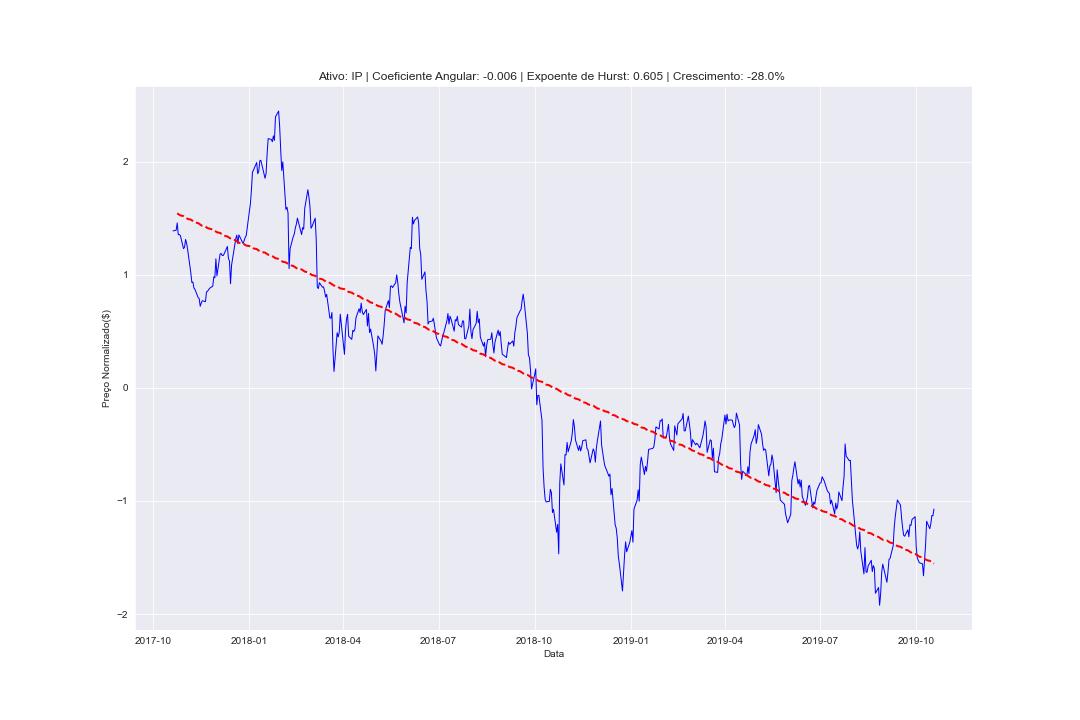 Ativo: IP | Coeficiente Angular: -0.006 | Expoente de Hurst: 0.605 | Crescimento: -28.0%
Preço Normalizado($)
2
1
0
−1
−2
2017-10 2018-01 2018-04 2018-07 2018-10 2019-01 2019-04 2019-07 2019-10
Data